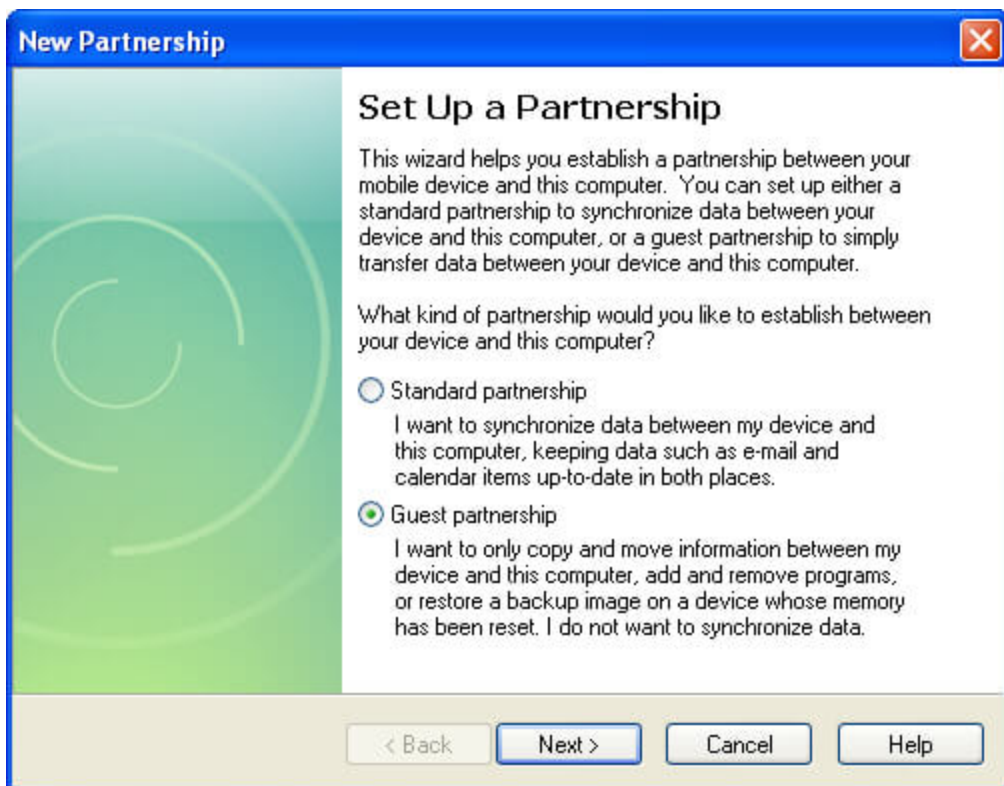 New Partnership
Set Up a Partnership
This wizard helps you establish a partnership between your
mobile device and this computer.  You can set up either a
standard partnership to synchronize data between your
device and this computer, or a guest partnership to simply
transfer data between your device and this computer.
What kind of partnership would you like to establish between
your device and this computer?
Standard partnership
I want to synchronize data between my device and
this computer, keeping data such as e-mail and
calendar items up-to-date in both places.
Guest partnership
I want to only copy and move information between my
device and this computer, add and remove programs,
or restore a backup image on a device whose memory
has been reset. I do not want to synchronize data.
< Back Next > Cancel Help